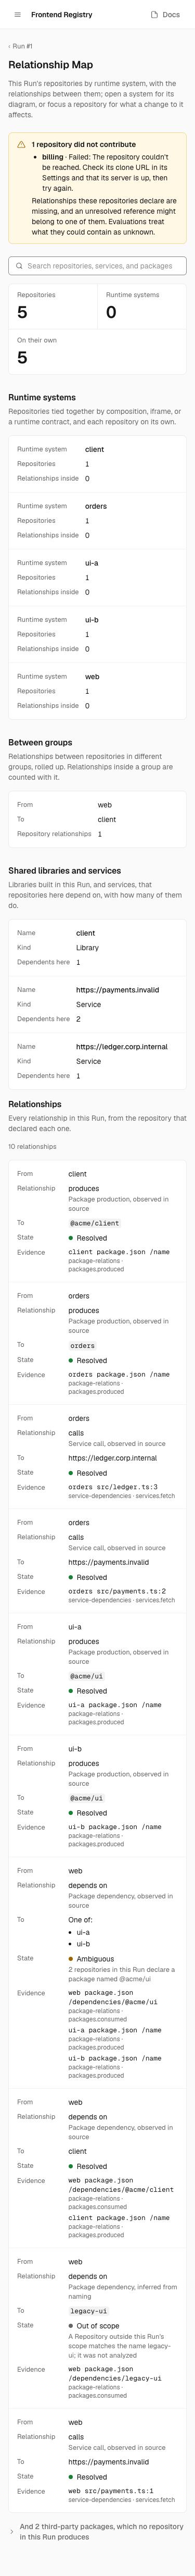 Frontend Registry
Docs
‹ Run #1
Relationship Map
This Run's repositories by runtime system, with the
relationships between them; open a system for its
diagram, or focus a repository for what a change to it
affects.
1 repository did not contribute
• billing · Failed: The repository couldn't
be reached. Check its clone URL in its
Settings and that its server is up, then
try again.
Relationships these repositories declare are
missing, and an unresolved reference might
belong to one of them. Evaluations treat
why they could contain as unknown.
Search repositories, services, and packages
Repositories
5
Runtime systems
0
On their own
5
Runtime systems
Repositories tied together by composition, iframe, or
a runtime contract, and each repository on its own.
Runtime system client
Repositories 1
Relationships inside 0
Runtime system orders
Repositories 1
Relationships inside 0
Runtime system ui-a
Repositories 1
Relationships inside 0
Runtime system ui-b
Repositories 1
Relationships inside 0
Runtime system web
Repositories 1
Relationships inside 0
Between groups
Relationships between repositories in different
groups, rolled up. Relationships inside a group are
counted with it.
From web
To client
Repository relationships 1
Shared libraries and services
Libraries built in this Run, and services, that
repositories here depend on, with how many of them
do.
Name client
Kind Library
Dependents here 1
Name https://payments.invalid
Kind Service
Dependents here 2
Name https://ledger.corp.internal
Kind Service
Dependents here 1
Relationships
Every relationship in this Run, from the repository that
declared each one.
10 relationships
From client
Relationship produces
Package production, observed in
source
To @acme/client
State Resolved
Evidence client package.json /name
package-relations ·
packages.produced
From orders
Relationship produces
Package production, observed in
source
To orders
State Resolved
Evidence orders package.json /name
package-relations ·
packages.produced
From orders
Relationship calls
Service call, observed in source
To https://ledger.corp.internal
State Resolved
Evidence orders src/ledger.ts:3
service-dependencies · services.fetch
From orders
Relationship calls
Service call, observed in source
To https://payments.invalid
State Resolved
Evidence orders src/payments.ts:2
service-dependencies · services.fetch
From ui-a
Relationship produces
Package production, observed in
source
To @acme/ui
State Resolved
Evidence ui-a package.json /name
package-relations ·
packages.produced
From ui-b
Relationship produces
Package production, observed in
source
To @acme/ui
State Resolved
Evidence ui-b package.json /name
package-relations ·
packages.produced
From web
Relationship depends on
Package dependency, observed in
source
To One of:
• ui-a
• ui-b
State Ambiguous
2 repositories in this Run declare a
package named @acme/ui
Evidence web package.json
/dependencies/@acme/ui
package-relations ·
packages.consumed
ui-a package.json /name
package-relations ·
packages.produced
ui-b package.json /name
package-relations ·
packages.produced
From web
Relationship depends on
Package dependency, observed in
source
To client
State Resolved
Evidence web package.json
/dependencies/@acme/client
package-relations ·
packages.consumed
client package.json /name
package-relations ·
packages.produced
From web
Relationship depends on
Package dependency, inferred from
naming
To legacy-ui
State Out of scope
A Repository outside this Run's
scope matches the name legacy-
ui; it was not analyzed
Evidence web package.json
/dependencies/legacy-ui
package-relations ·
packages.consumed
From web
Relationship calls
Service call, observed in source
To https://payments.invalid
State Resolved
Evidence web src/payments.ts:1
service-dependencies · services.fetch
And 2 third-party packages, which no repository
in this Run produces